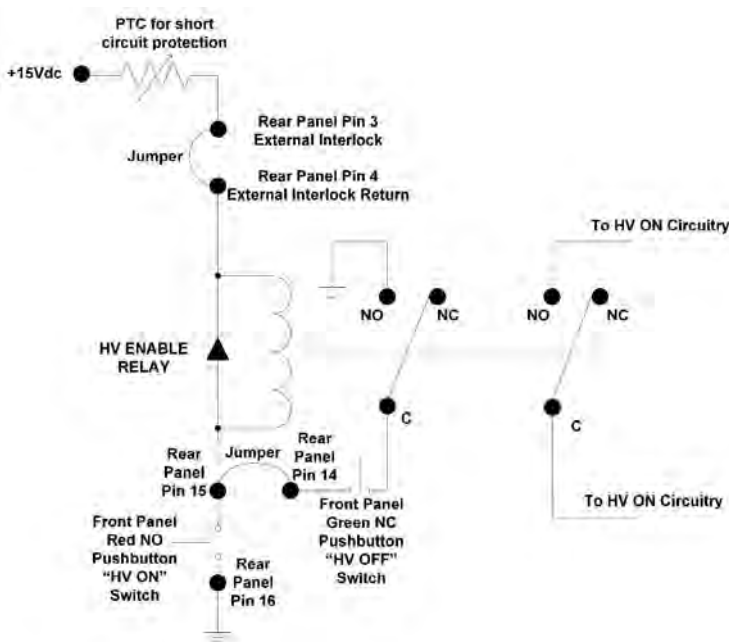 PTC for short
circuit protection
+15Vdc
Rear Panel Pin 3
External Interlock
Jumper
Rear Panel Pin 4
External Interlock Return
To HV ON Circuitry
NO
NC
NO
NC
HV ENABLE
RELAY
C
C
Rear
Panel
Pin 15
Jumper
Rear
Panel
Pin 14
To HV ON Circuitry
Front Panel
Red NO
Pushbutton
“HV ON”
Switch
Front Panel
Green NC
Pushbutton
“HV OFF”
Switch
Rear
Panel
Pin 16